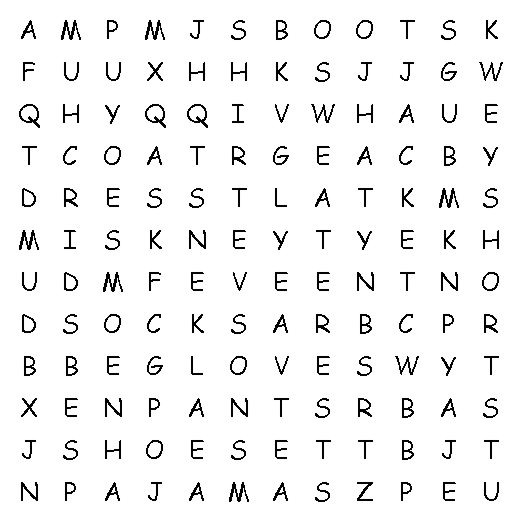 A M P M J S B O O T S K
F U U X H H K S J J G W
Q H Y Q Q I V W H A U E
T C O A T R G E A C B Y
D R E S S T L A T K M S
M I S K N E Y T Y E K H
U D M F E V E E N T N O
D S O C K S A R B C P R
B B E G L O V E S W Y T
X E N P A N T S R B A S
J S H O E S E T T B J T
N P A J A M A S Z P E U